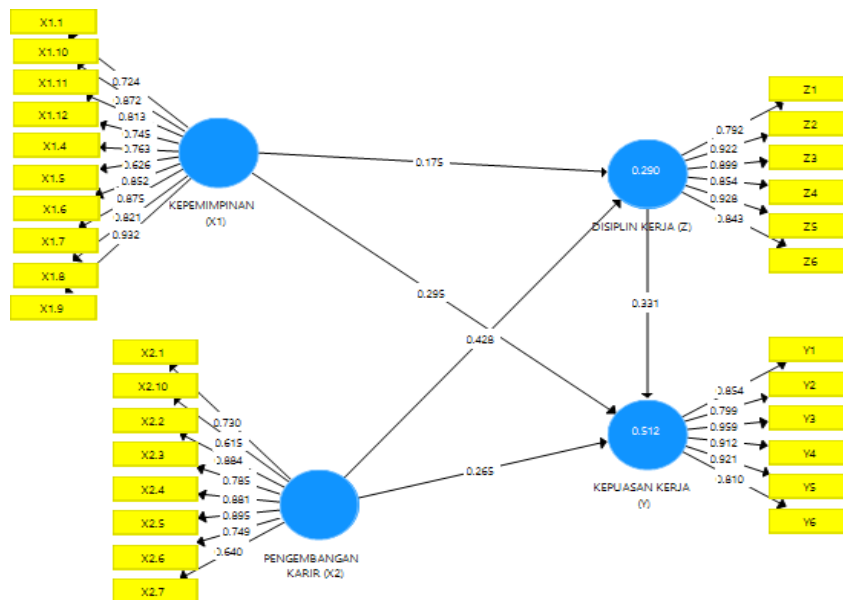 X1.1
X1.10
X1.11
X1.12
X1.4
X1.5
X1.6
X1.7
X1.8
X1.9
0.724
0.872
0.813
0.745
0.763
0.626
0.852
0.875
0.821
0.932
KEPEMIMPINAN
(X1)
0.175
0.295
0.428
0.265
0.331
0.290
DISIPLIN KERJA (Z)
0.792
0.922
0.899
0.854
0.928
0.843
Z1
Z2
Z3
Z4
Z5
Z6
X2.1
X2.10
X2.2
X2.3
X2.4
X2.5
X2.6
X2.7
0.730
0.615
0.884
0.785
0.881
0.895
0.749
0.640
PENGEMBANGAN
KARIR (X2)
0.512
KEPUASAN KERJA
(Y)
0.854
0.799
0.959
0.912
0.921
0.810
Y1
Y2
Y3
Y4
Y5
Y6